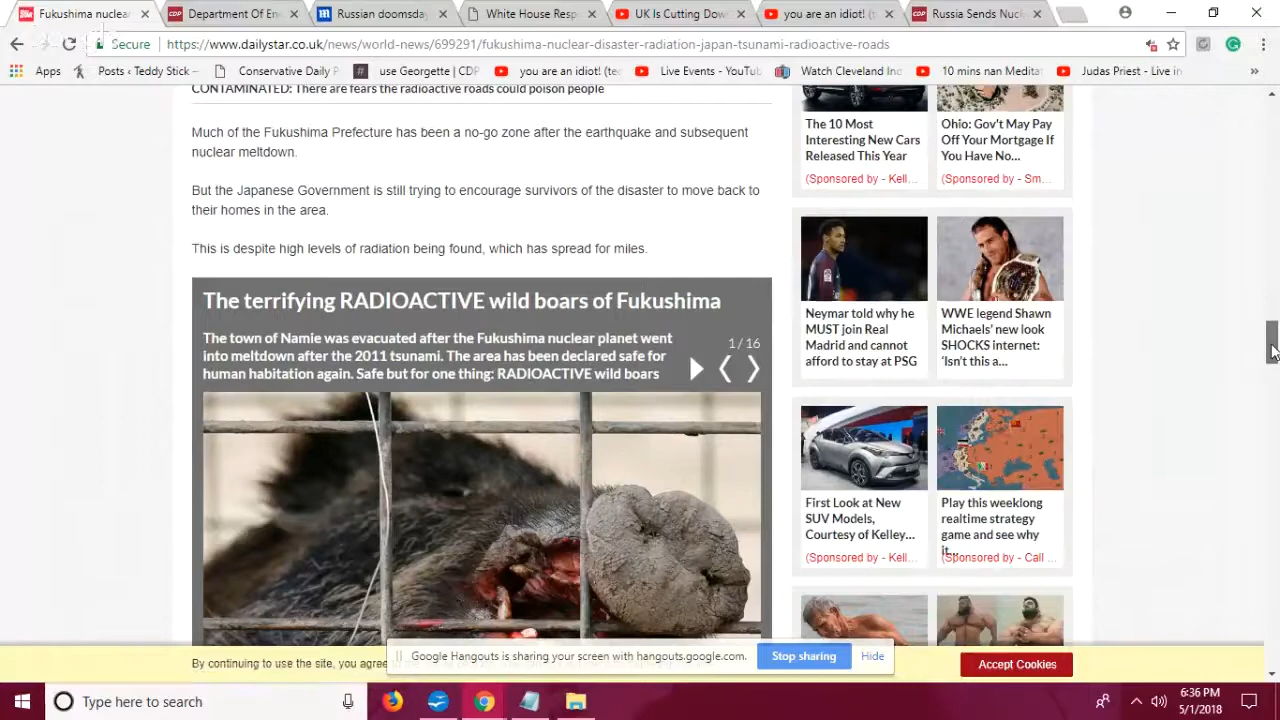 Fukushima nuclear
Department Of En
Russian doomsday
White House Resp
UK Is Cutting Dow
you are an idiot! (t
Russia Sends Nucl
Secure
https://www.dailystar.co.uk/news/world-news/699291/fukushima-nuclear-disaster-radiation-japan-tsunami-radioactive-roads
Apps
Posts ‹ Teddy Stick —
Conservative Daily P
use Georgette | CDP
you are an idiot! (tec
Live Events - YouTub
Watch Cleveland Inc
10 mins nan Meditat
Judas Priest - Live in
»
CONTAMINATED: There are fears the radioactive roads could poison people
Much of the Fukushima Prefecture has been a no-go zone after the earthquake and subsequent
nuclear meltdown.
But the Japanese Government is still trying to encourage survivors of the disaster to move back to
their homes in the area.
This is despite high levels of radiation being found, which has spread for miles.
The terrifying RADIOACTIVE wild boars of Fukushima
The town of Namie was evacuated after the Fukushima nuclear planet went
into meltdown after the 2011 tsunami. The area has been declared safe for
human habitation again. Safe but for one thing: RADIOACTIVE wild boars
1 / 16
The 10 Most
Interesting New Cars
Released This Year
(Sponsored by - Kell...
Ohio: Gov't May Pay
Off Your Mortgage If
You Have No...
(Sponsored by - Sm...
Neymar told why he
MUST join Real
Madrid and cannot
afford to stay at PSG
WWE legend Shawn
Michaels' new look
SHOCKS internet:
'Isn't this a...
First Look at New
SUV Models,
Courtesy of Kelley...
(Sponsored by - Kell...
Play this weeklong
realtime strategy
game and see why
it...
(Sponsored by - Call ...
By continuing to use the site, you agree
Google Hangouts is sharing your screen with hangouts.google.com.
Stop sharing
Hide
Accept Cookies
Type here to search
6:36 PM
5/1/2018